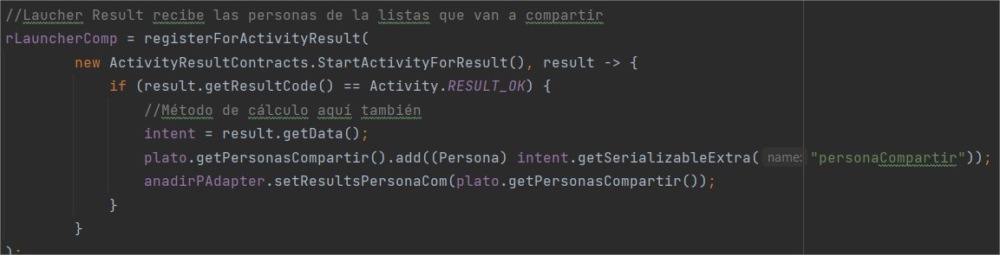 //Laucher Result recibe las personas de la listas que van a compartir
rLauncherComp = registerForActivityResult(
new ActivityResultContracts.StartActivityForResult(), result -> {
if (result.getResultCode() == Activity.RESULT_OK) {
//Método de cálculo aquí también
intent = result.getData();
plato.getPersonasCompartir().add((Persona) intent.getSerializableExtra( name: "personaCompartir"));
anadirPAdapter.setResultsPersonaCom(plato.getPersonasCompartir());
}
}
);